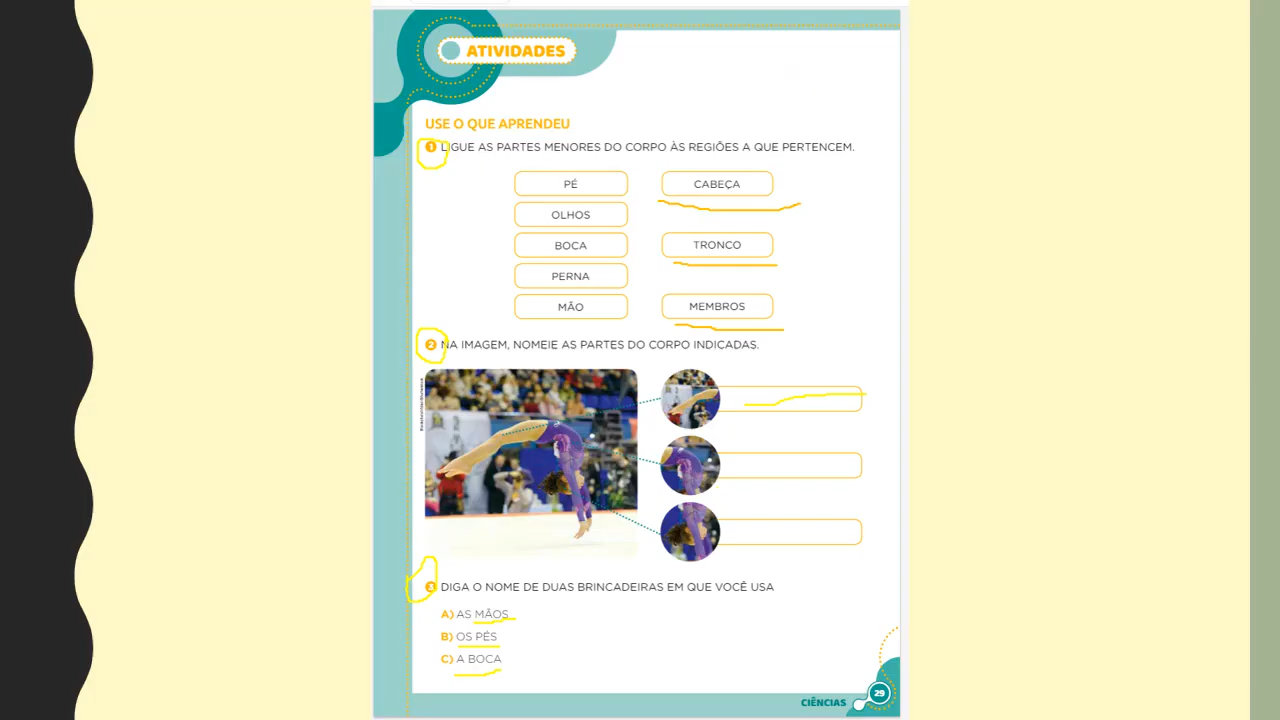 ATIVIDADES
USE O QUE APRENDEU
1 LIGUE AS PARTES MENORES DO CORPO ÀS REGIÕES A QUE PERTENCEM.
PÉ CABEÇA
OLHOS
BOCA TRONCO
PERNA
MÃO MEMBROS
2 NA IMAGEM, NOMEIE AS PARTES DO CORPO INDICADAS.
3 DIGA O NOME DE DUAS BRINCADEIRAS EM QUE VOCÊ USA
A) AS MÃOS
B) OS PÉS
C) A BOCA
CIÊNCIAS 29